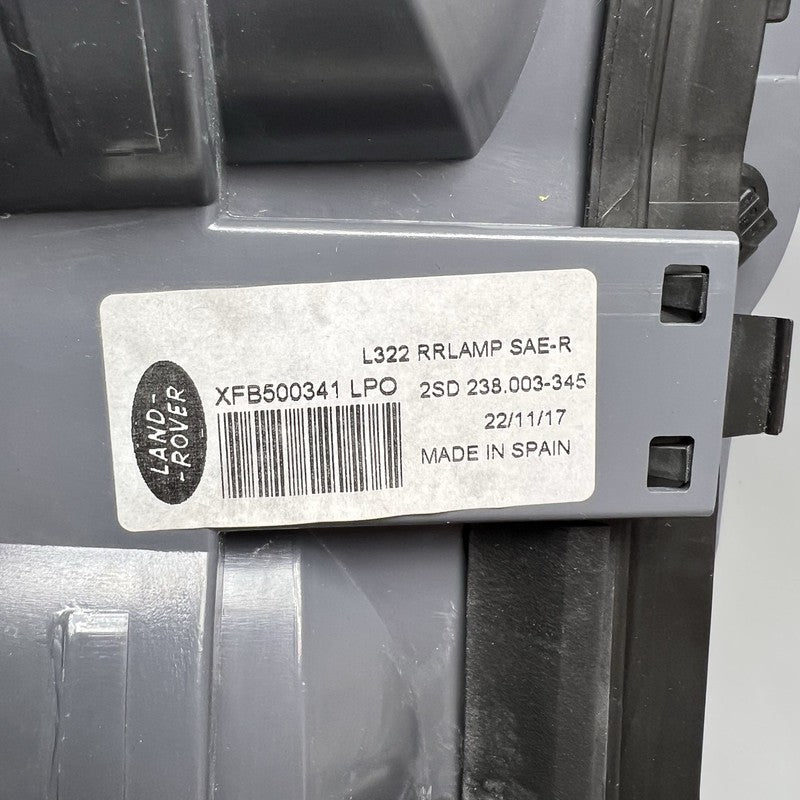 L322 RRLAMP SAE-R
LAND-
-ROVER
XFB500341 LPO
2SD 238.003-345
22/11/17
MADE IN SPAIN